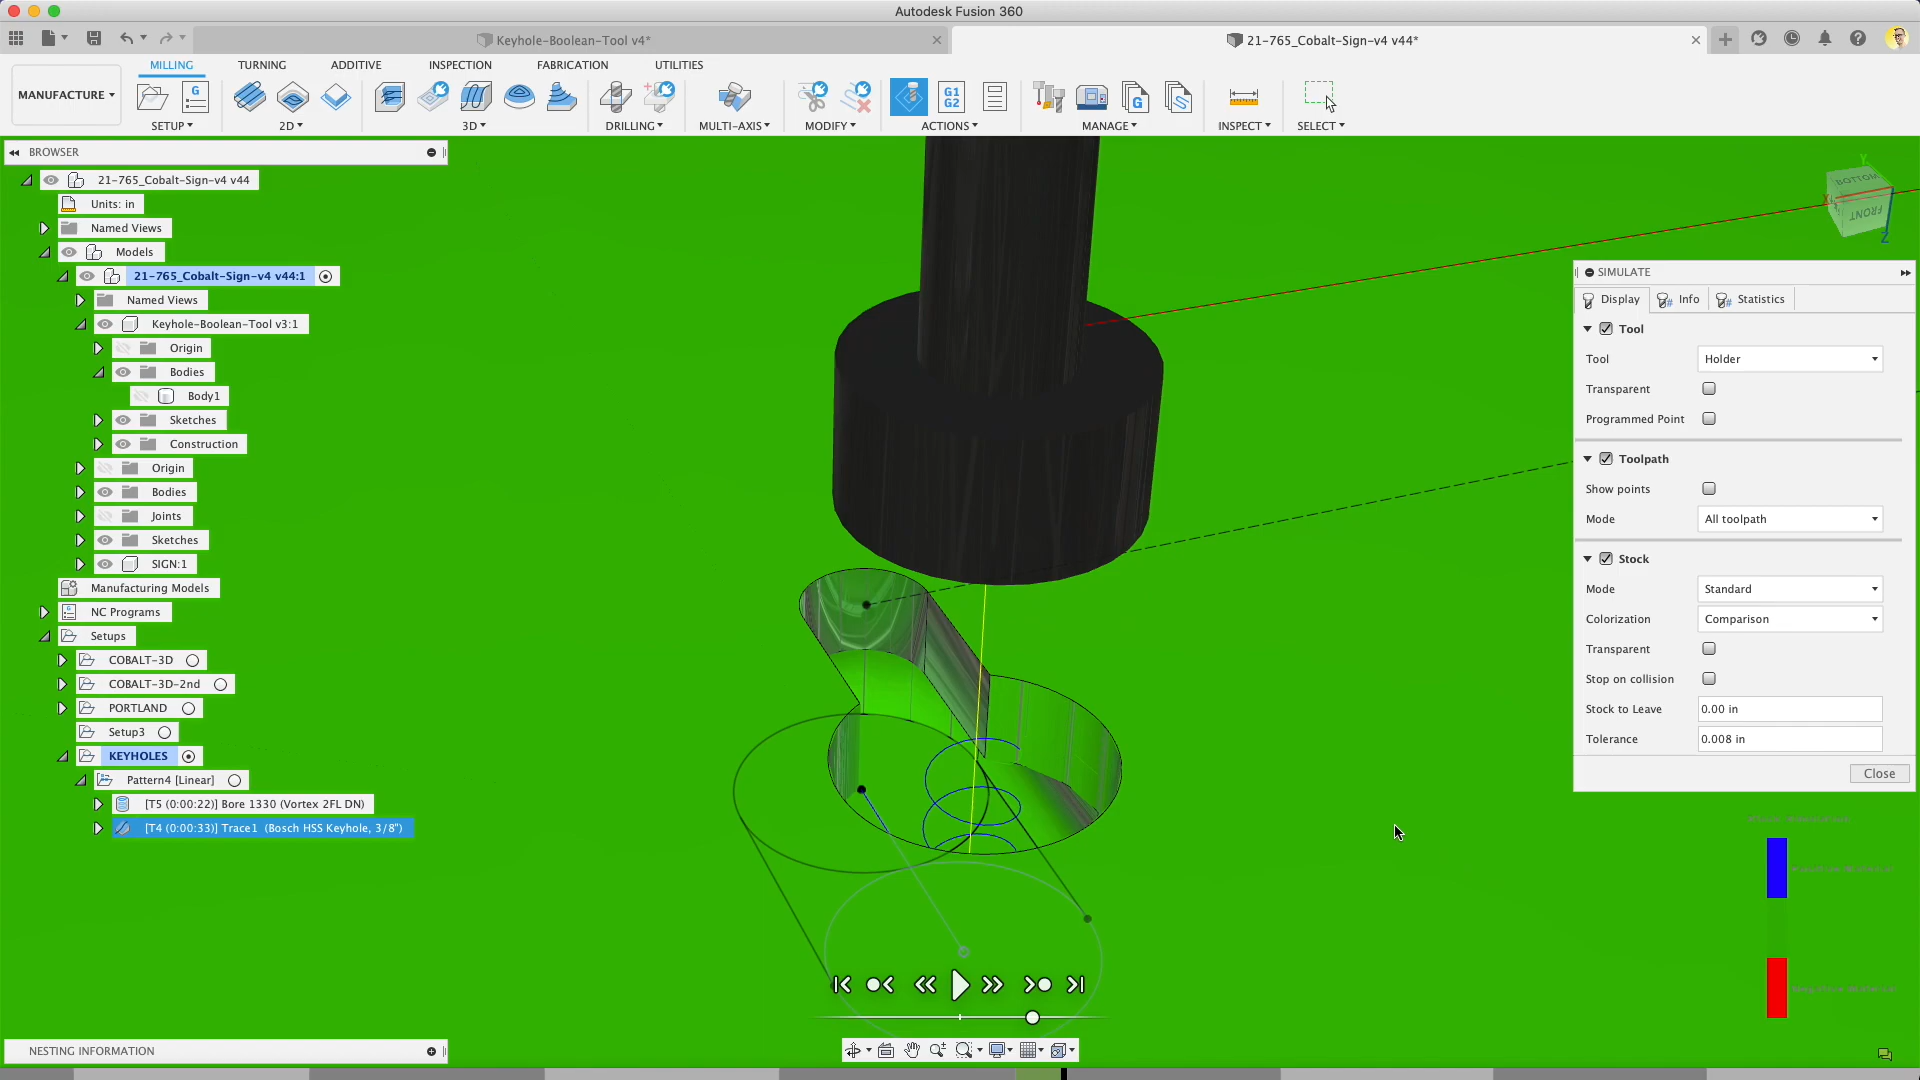 Autodesk Fusion 360
Keyhole-Boolean-Tool v4*
21-765_Cobalt-Sign-v4 v44*
MANUFACTURE
MILLING
TURNING
ADDITIVE
INSPECTION
FABRICATION
UTILITIES
SETUP
2D
3D
DRILLING
MULTI-AXIS
MODIFY
ACTIONS
MANAGE
INSPECT
SELECT
G
G1
G2
G
BROWSER
21-765_Cobalt-Sign-v4 v44
Units: in
Named Views
Models
21-765_Cobalt-Sign-v4 v44:1
Named Views
Keyhole-Boolean-Tool v3:1
Origin
Bodies
Body1
Sketches
Construction
Origin
Bodies
Joints
Sketches
SIGN:1
Manufacturing Models
NC Programs
Setups
COBALT-3D
COBALT-3D-2nd
PORTLAND
Setup3
KEYHOLES
Pattern4 [Linear]
[T5 (0:00:22)] Bore 1330 (Vortex 2FL DN)
[T4 (0:00:33)] Trace1 (Bosch HSS Keyhole, 3/8")
NESTING INFORMATION
Y
BOTTOM
X
FRONT
Z
SIMULATE
Display
Info
Statistics
Tool
Tool
Holder
Transparent
Programmed Point
Toolpath
Show points
Mode
All toolpath
Stock
Mode
Standard
Colorization
Comparison
Transparent
Stop on collision
Stock to Leave
0.00 in
Tolerance
0.008 in
Close